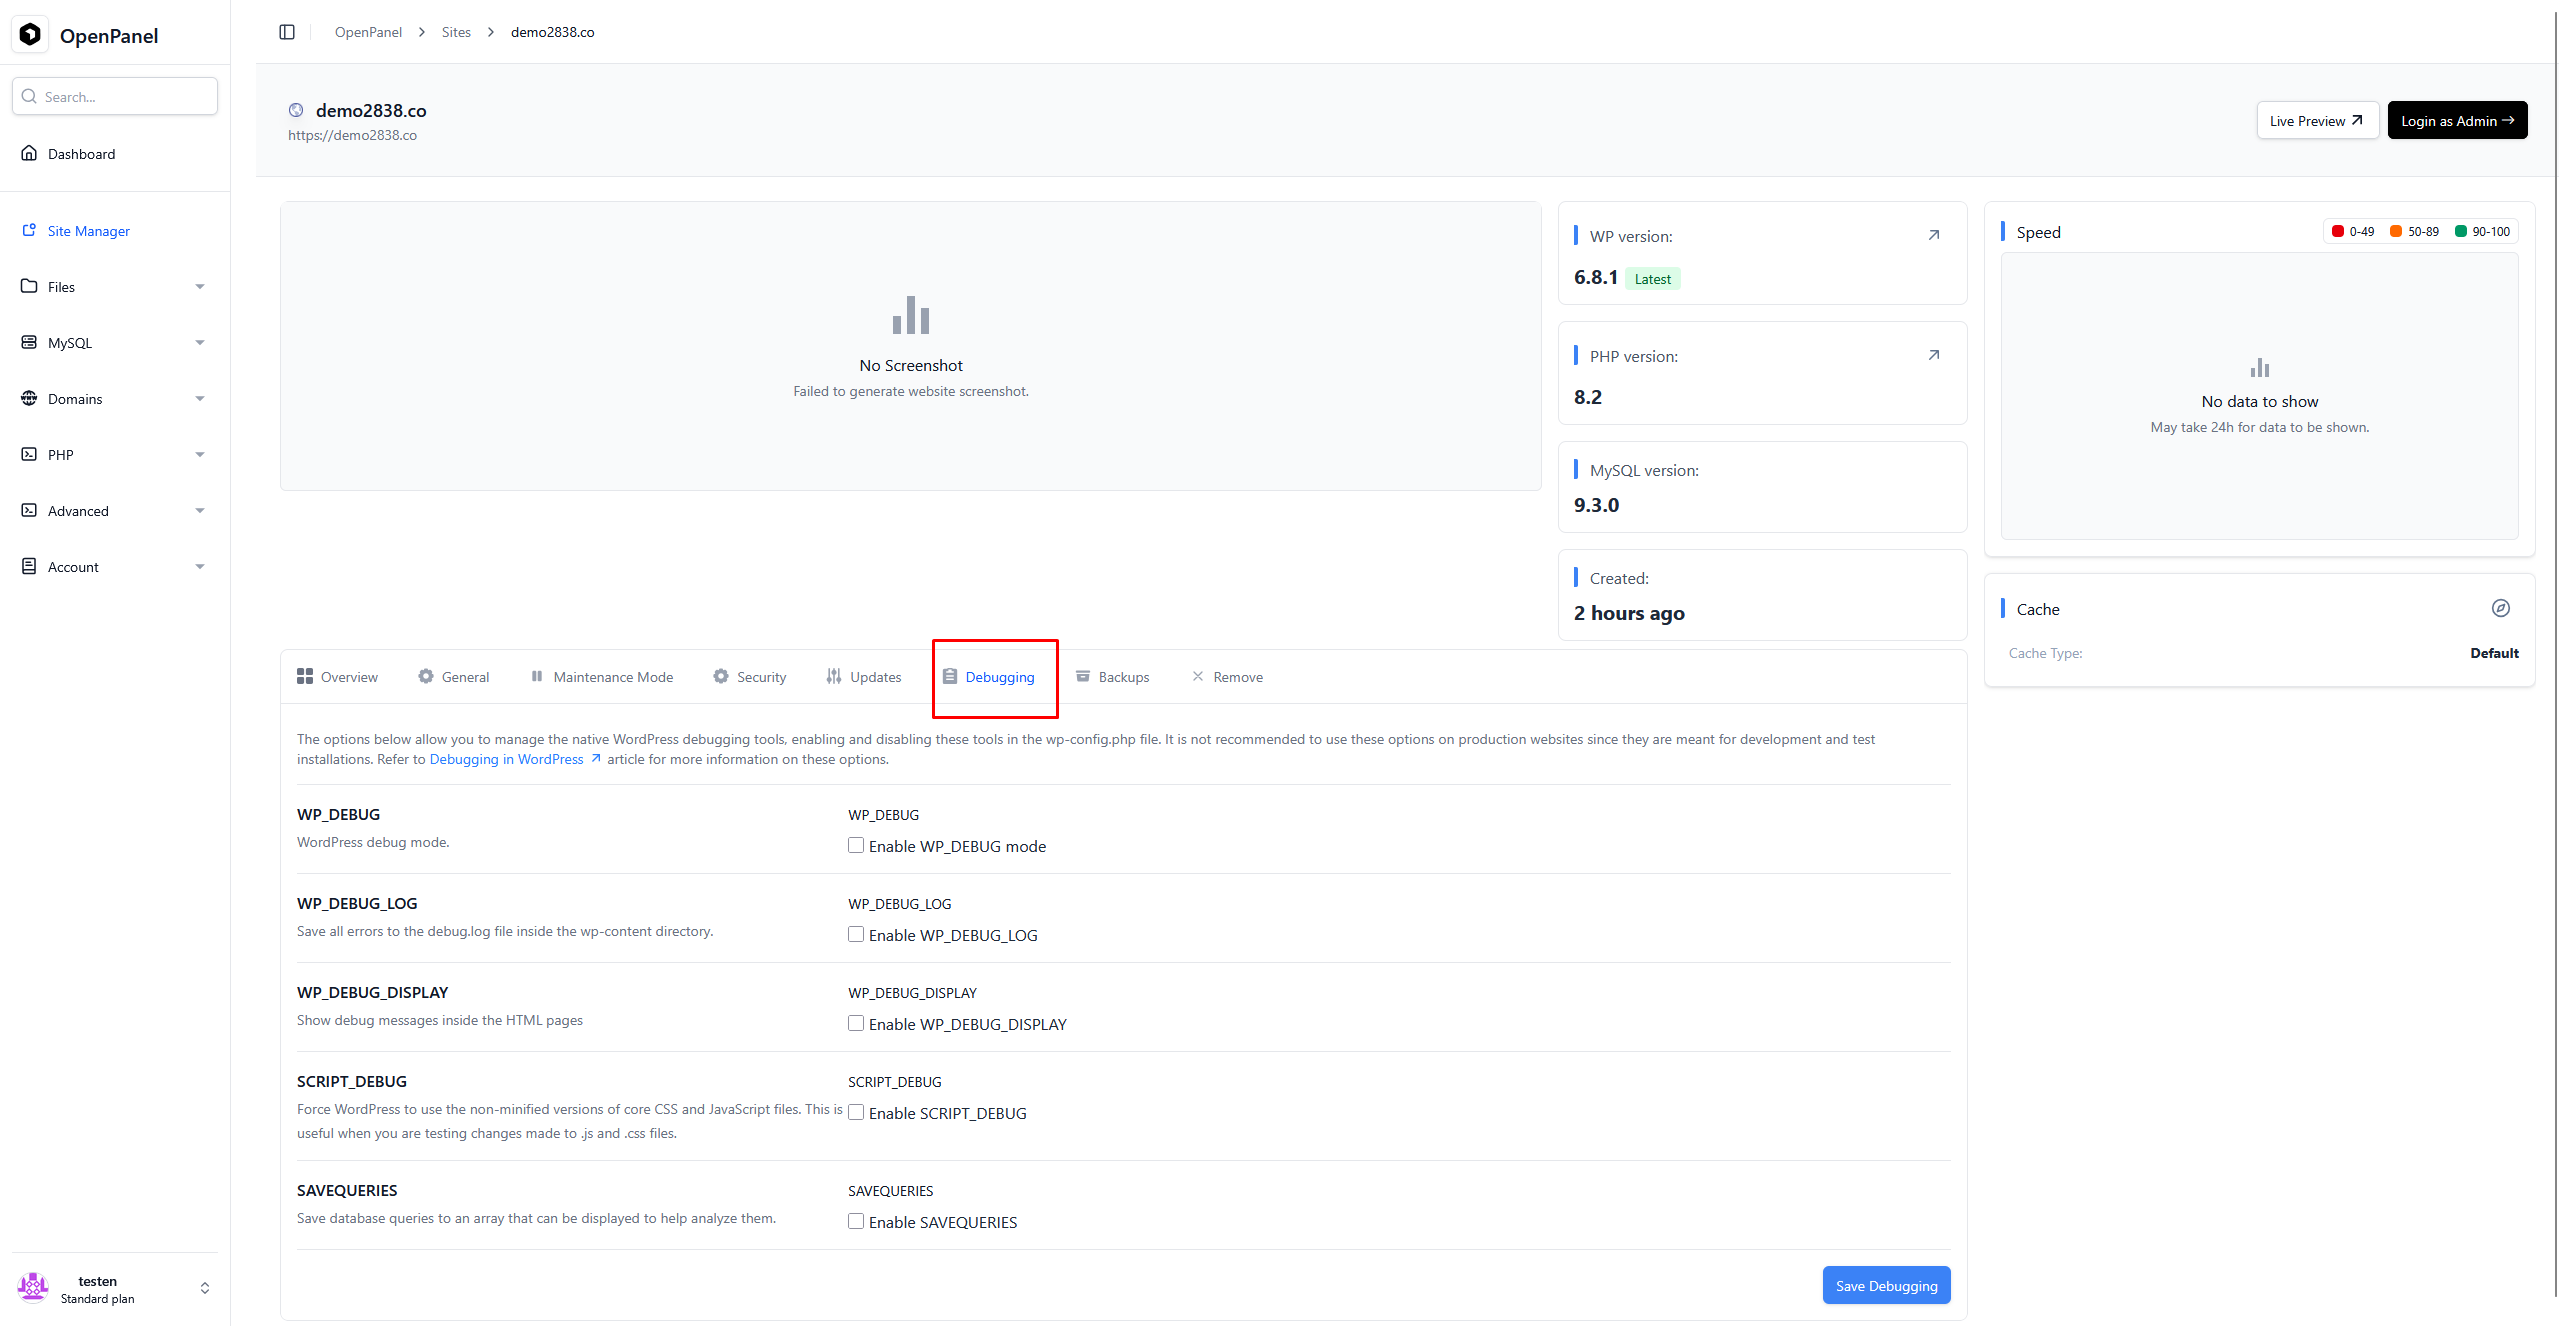 OpenPanel
Search...
Dashboard
Site Manager
Files
MySQL
Domains
PHP
Advanced
Account
testen
Standard plan
OpenPanel > Sites > demo2838.co
demo2838.co
https://demo2838.co
Live Preview
Login as Admin →
No Screenshot
Failed to generate website screenshot.
WP version:
6.8.1 Latest
PHP version:
8.2
MySQL version:
9.3.0
Created:
2 hours ago
Speed
0-49 50-89 90-100
No data to show
May take 24h for data to be shown.
Cache
Cache Type: Default
Overview General Maintenance Mode Security Updates Debugging Backups Remove
The options below allow you to manage the native WordPress debugging tools, enabling and disabling these tools in the wp-config.php file. It is not recommended to use these options on production websites since they are meant for development and test
installations. Refer to Debugging in WordPress article for more information on these options.
WP_DEBUG
WordPress debug mode.
WP_DEBUG
Enable WP_DEBUG mode
WP_DEBUG_LOG
Save all errors to the debug.log file inside the wp-content directory.
WP_DEBUG_LOG
Enable WP_DEBUG_LOG
WP_DEBUG_DISPLAY
Show debug messages inside the HTML pages
WP_DEBUG_DISPLAY
Enable WP_DEBUG_DISPLAY
SCRIPT_DEBUG
Force WordPress to use the non-minified versions of core CSS and JavaScript files. This is
useful when you are testing changes made to .js and .css files.
SCRIPT_DEBUG
Enable SCRIPT_DEBUG
SAVEQUERIES
Save database queries to an array that can be displayed to help analyze them.
SAVEQUERIES
Enable SAVEQUERIES
Save Debugging